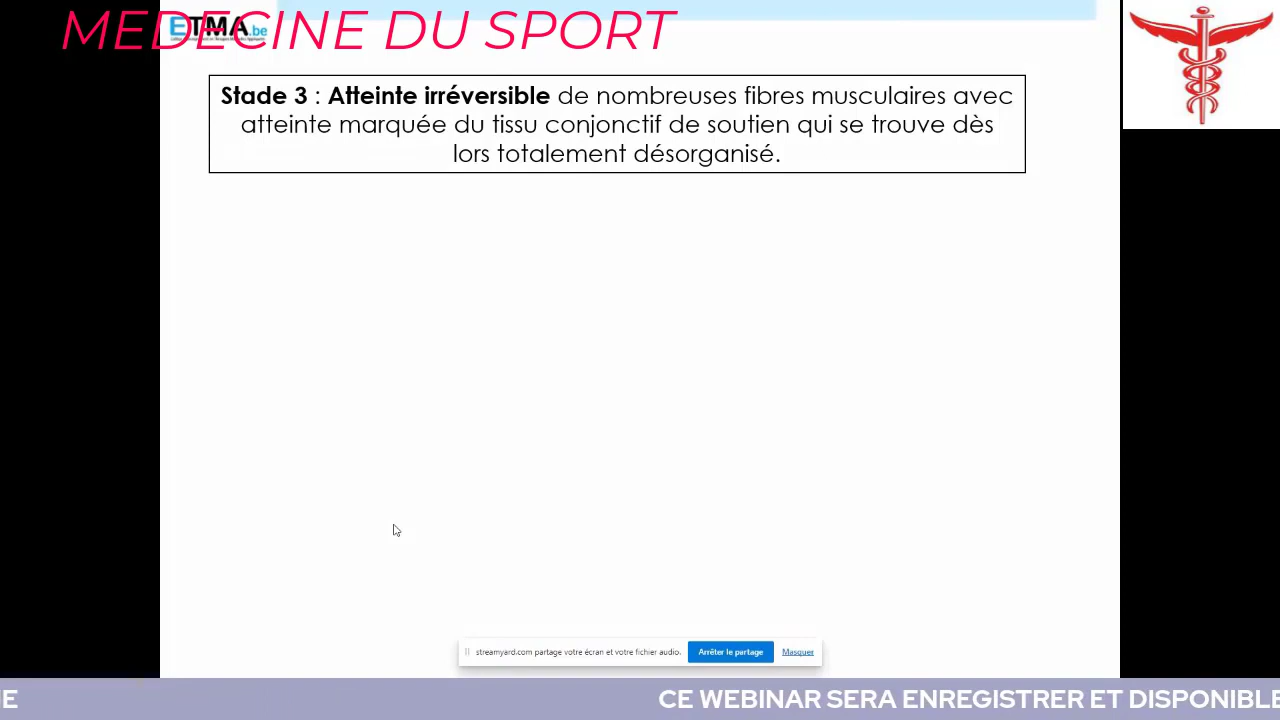 MEDECINE DU SPORT
ETMA.be
Stade 3 : Atteinte irréversible de nombreuses fibres musculaires avec
atteinte marquée du tissu conjonctif de soutien qui se trouve dès
lors totalement désorganisé.
streamyard.com partage votre écran et votre fichier audio.
Arrêter le partage
Masquer
E
CE WEBINAR SERA ENREGISTRER ET DISPONIBLE